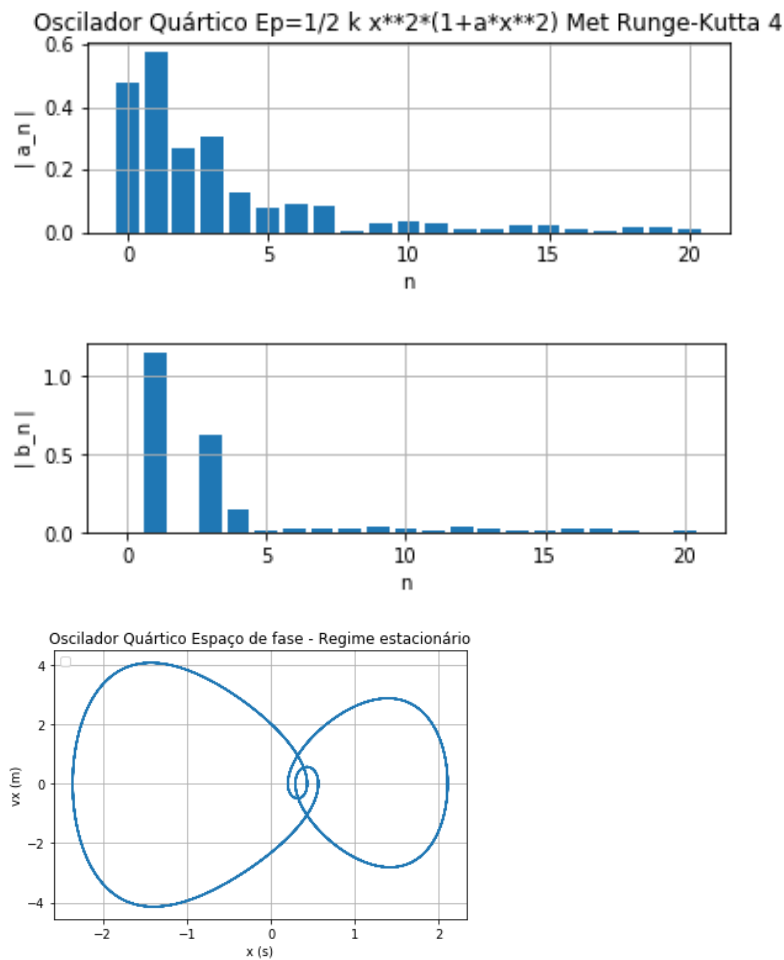 Oscilador Quártico Ep=1/2 k x**2*(1+a*x**2) Met Runge-Kutta 4
0.6
0.4
0.2
0.0
| a_n |
0 5 10 15 20
n
1.0
0.5
0.0
| b_n |
0 5 10 15 20
n
Oscilador Quártico Espaço de fase - Regime estacionário
4
2
0
−2
−4
vx (m)
−2 −1 0 1 2
x (s)